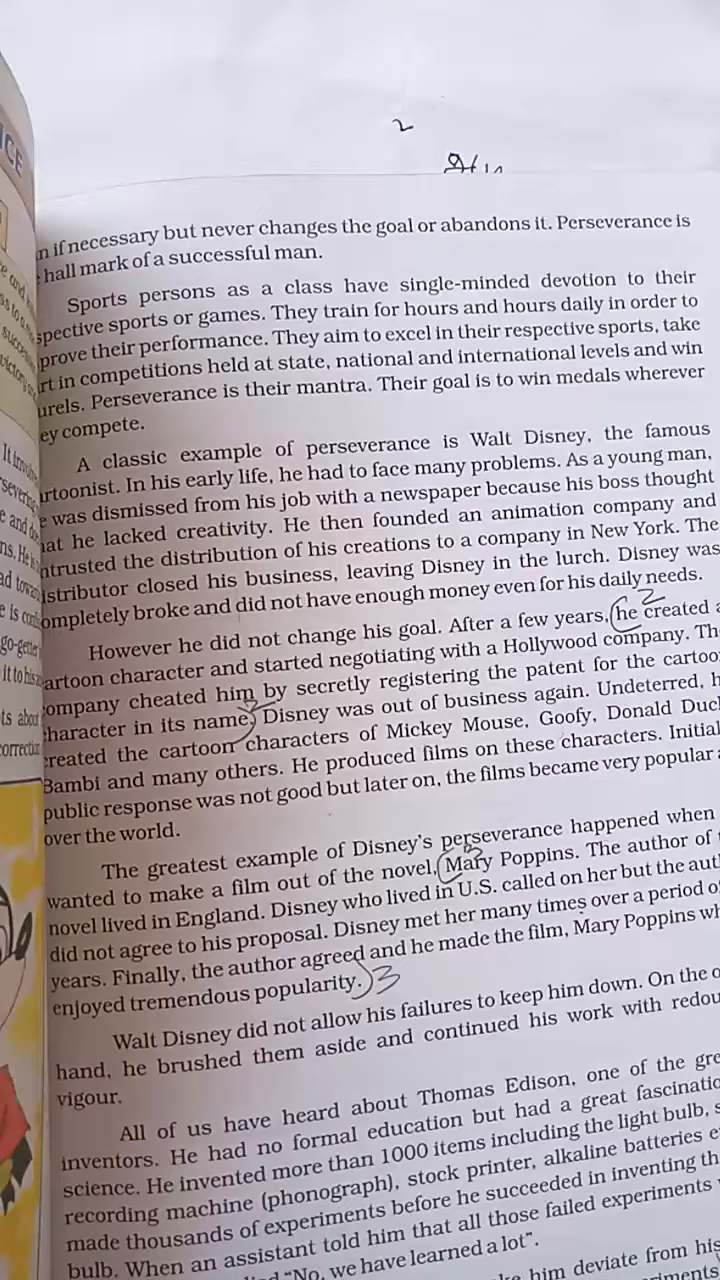 2
n if necessary but never changes the goal or abandons it. Perseverance is
hall mark of a successful man.
Sports persons as a class have single-minded devotion to their
spective sports or games. They train for hours and hours daily in order to
prove their performance. They aim to excel in their respective sports, take
rt in competitions held at state, national and international levels and win
urels. Perseverance is their mantra. Their goal is to win medals wherever
ey compete.
A classic example of perseverance is Walt Disney, the famous
rtoonist. In his early life, he had to face many problems. As a young man,
e was dismissed from his job with a newspaper because his boss thought
at he lacked creativity. He then founded an animation company and
ntrusted the distribution of his creations to a company in New York. The
istributor closed his business, leaving Disney in the lurch. Disney was
ompletely broke and did not have enough money even for his daily needs.
2
However he did not change his goal. After a few years, (he created a
artoon character and started negotiating with a Hollywood company. Th
ompany cheated him by secretly registering the patent for the cartoo
haracter in its name) Disney was out of business again. Undeterred, h
created the cartoon characters of Mickey Mouse, Goofy, Donald Duc
Bambi and many others. He produced films on these characters. Initial
public response was not good but later on, the films became very popular a
over the world.
The greatest example of Disney's perseverance happened when
wanted to make a film out of the novel, (Mary Poppins. The author of
novel lived in England. Disney who lived in U.S. called on her but the aut
did not agree to his proposal. Disney met her many times over a period o
years. Finally, the author agreed and he made the film, Mary Poppins wh
enjoyed tremendous popularity.) 3
Walt Disney did not allow his failures to keep him down. On the o
hand, he brushed them aside and continued his work with redou
vigour.
All of us have heard about Thomas Edison, one of the gre
inventors. He had no formal education but had a great fascinatio
science. He invented more than 1000 items including the light bulb, s
recording machine (phonograph), stock printer, alkaline batteries e
made thousands of experiments before he succeeded in inventing th
bulb. When an assistant told him that all those failed experiments
"No, we have learned a lot".
him deviate from his